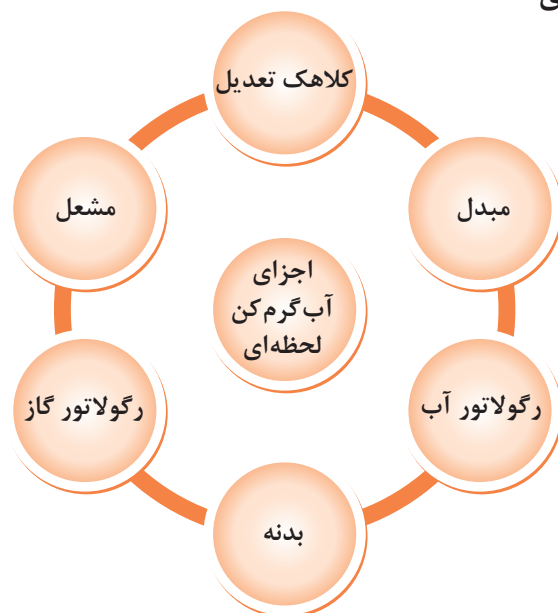 کلاهک تعدیل
مبدل
مشعل
اجزای
آب‌گرم‌کن
لحظه‌ای
رگولاتور آب
رگولاتور گاز
بدنه